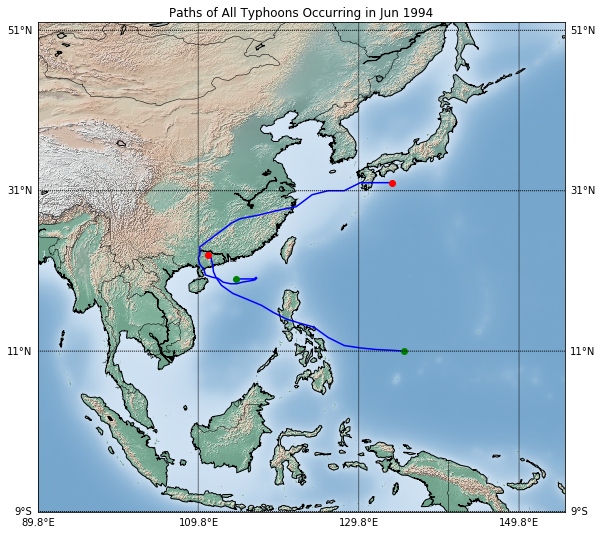 Paths of All Typhoons Occurring in Jun 1994
51°N 51°N
31°N 31°N
11°N 11°N
9°S 9°S
89.8°E 109.8°E 129.8°E 149.8°E